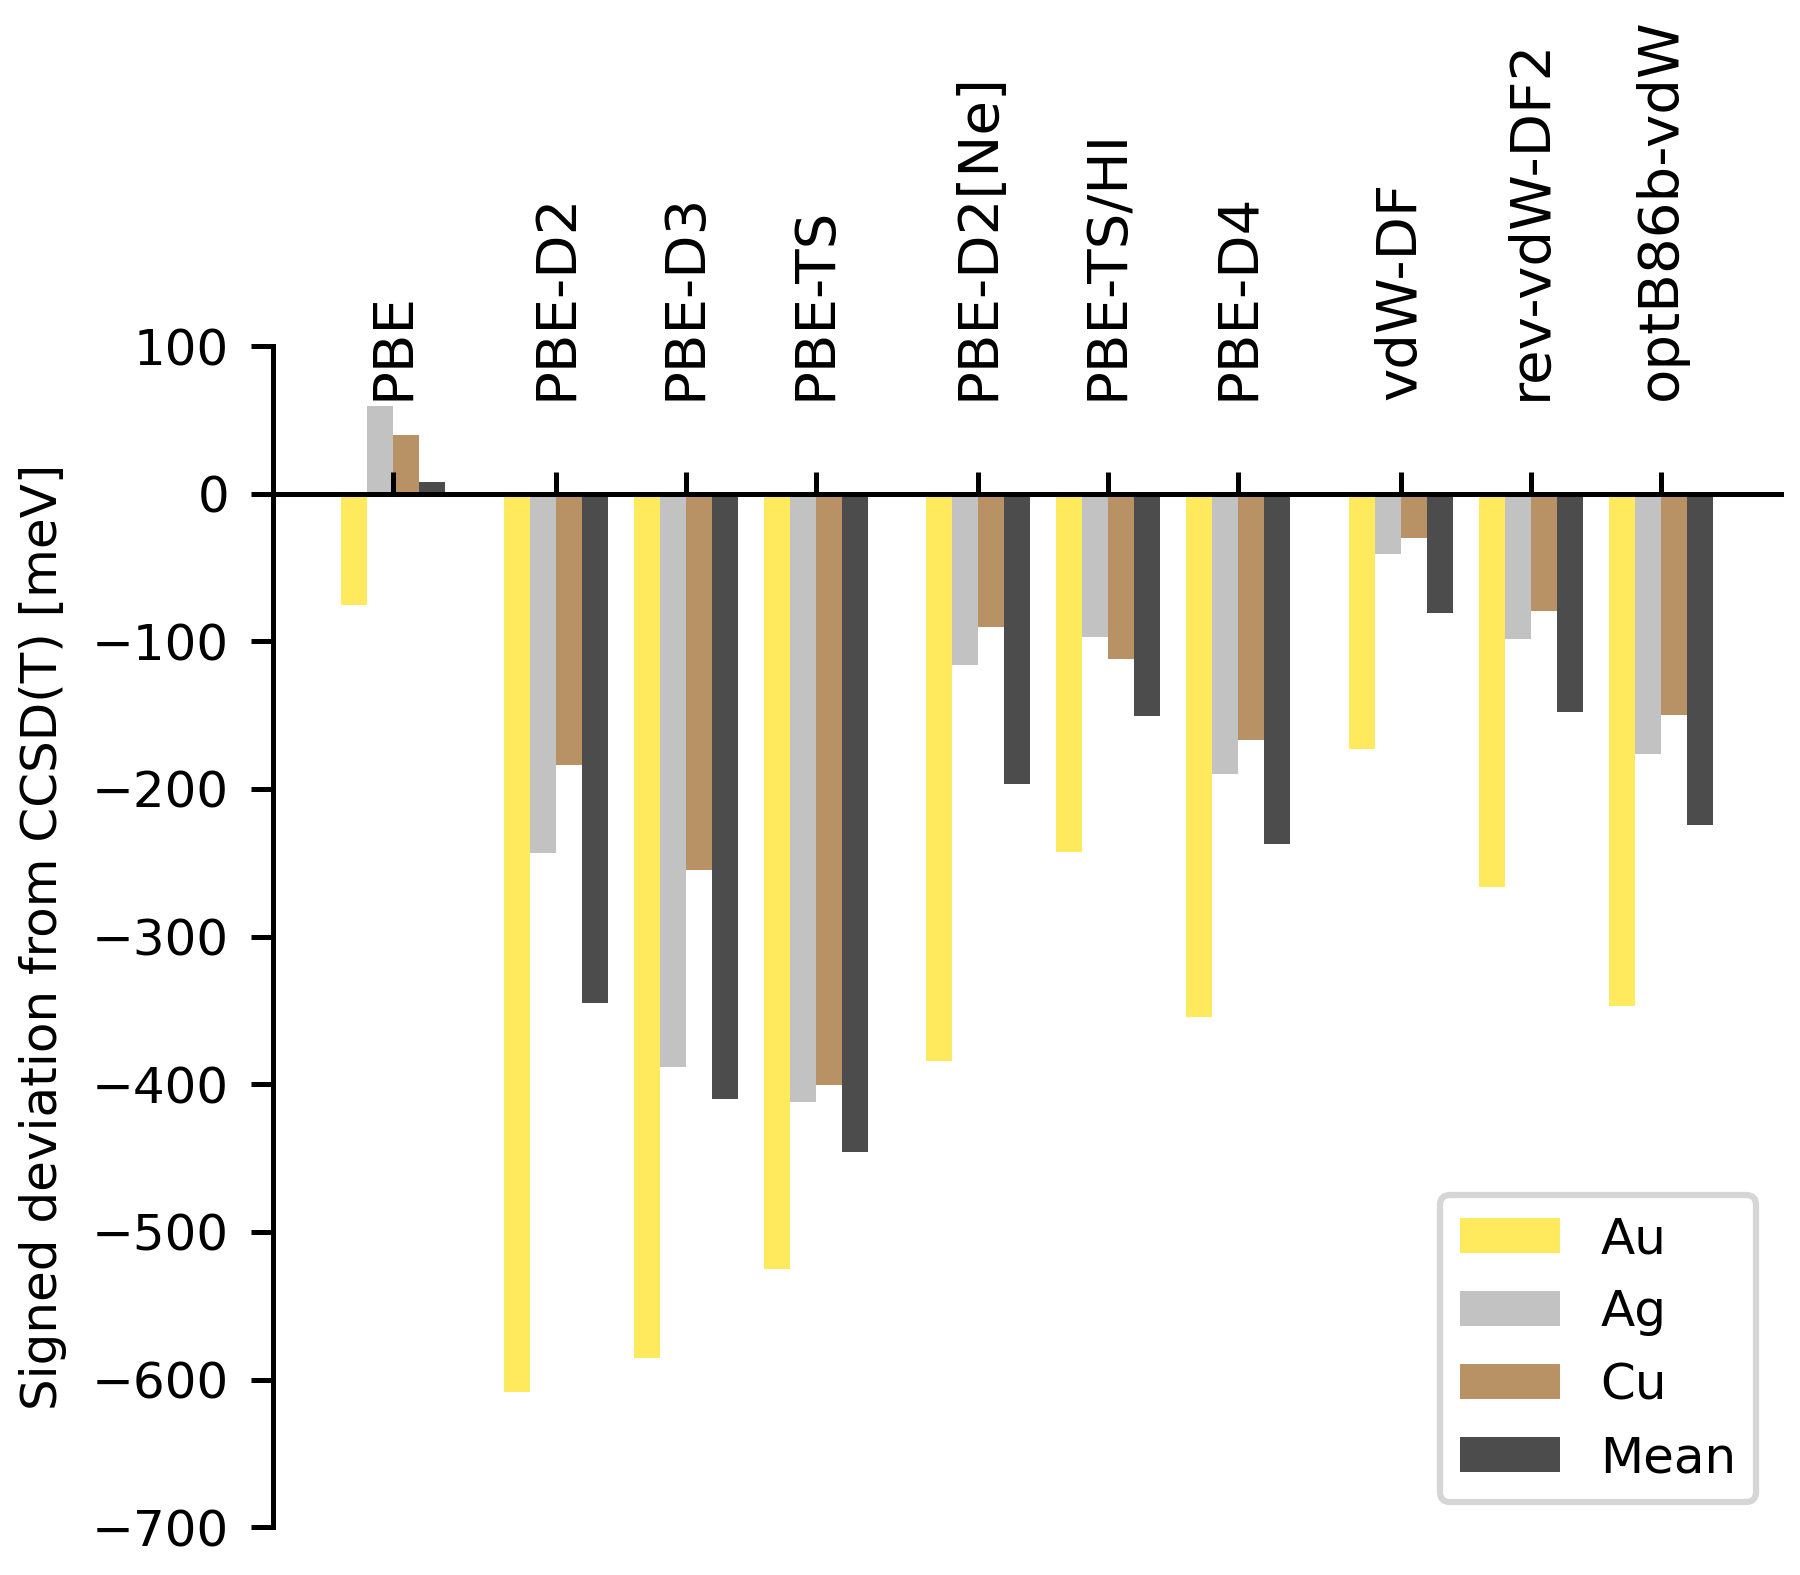 PBE
PBE-D2
PBE-D3
PBE-TS
PBE-D2[Ne]
PBE-TS/HI
PBE-D4
vdW-DF
rev-vdW-DF2
optB86b-vdW
100
0
−100
−200
−300
−400
−500
−600
−700
Signed deviation from CCSD(T) [meV]
Au
Ag
Cu
Mean